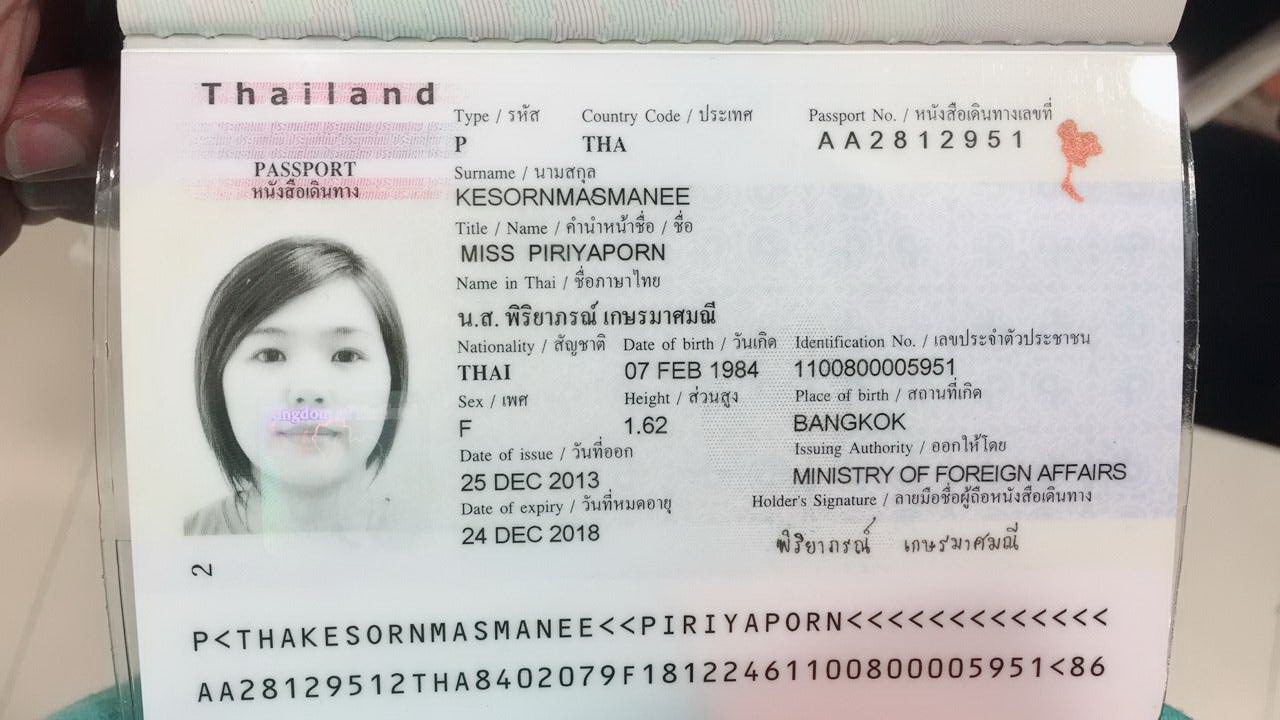 Thailand
PASSPORT
หนังสือเดินทาง
Type / รหัส Country Code / ประเทศ Passport No. / หนังสือเดินทางเลขที่
P THA AA2812951
Surname / นามสกุล
KESORNMASMANEE
Title / Name / คำนำหน้าชื่อ / ชื่อ
MISS PIRIYAPORN
Name in Thai / ชื่อภาษาไทย
น.ส. พิริยาภรณ์ เกษรมาศมณี
Nationality / สัญชาติ Date of birth / วันเกิด Identification No. / เลขประจำตัวประชาชน
THAI 07 FEB 1984 1100800005951
Sex / เพศ Height / ส่วนสูง Place of birth / สถานที่เกิด
F 1.62 BANGKOK
Date of issue / วันที่ออก Issuing Authority / ออกให้โดย
25 DEC 2013 MINISTRY OF FOREIGN AFFAIRS
Date of expiry / วันที่หมดอายุ Holder's Signature / ลายมือชื่อผู้ถือหนังสือเดินทาง
24 DEC 2018 พิริยาภรณ์ เกษรมาศมณี
2
P<THAKESORNMASMANEE<<PIRIYAPORN<<<<<<<<<<<<<
AA28129512THA8402079F18122461100800005951<86